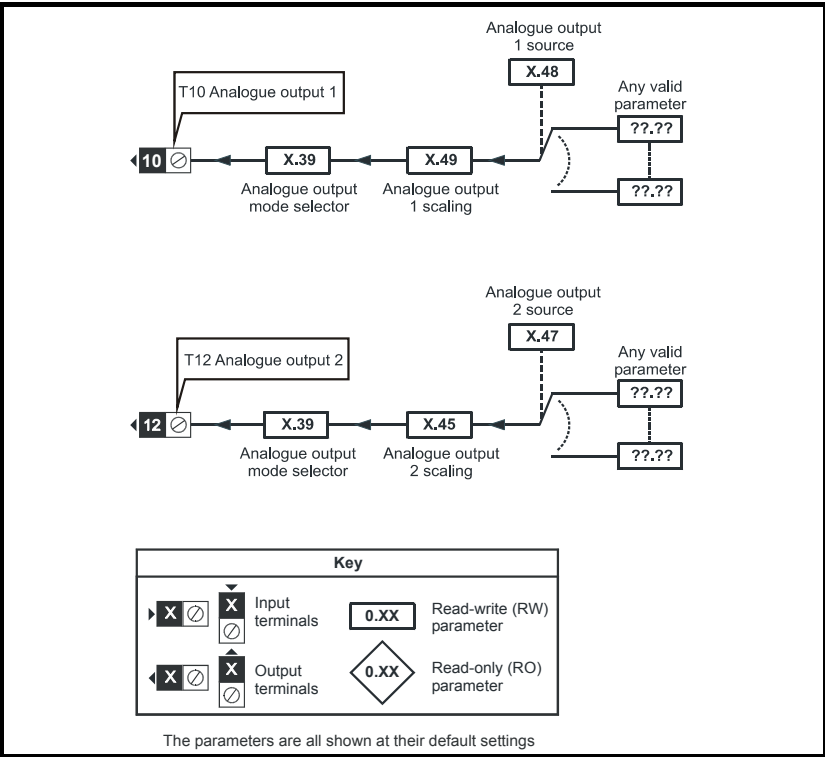 Analogue output
1 source
X.48
T10 Analogue output 1
Any valid
parameter
??.??
10
X.39
X.49
Analogue output
mode selector
Analogue output
1 scaling
??.??
Analogue output
2 source
X.47
T12 Analogue output 2
Any valid
parameter
??.??
12
X.39
X.45
Analogue output
mode selector
Analogue output
2 scaling
??.??
Key
X
X
Input
terminals
0.XX
Read-write (RW)
parameter
X
X
Output
terminals
0.XX
Read-only (RO)
parameter
The parameters are all shown at their default settings